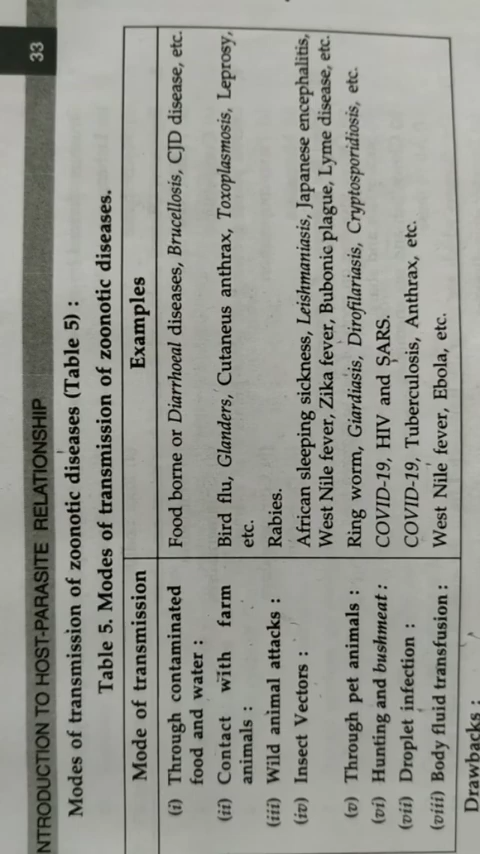 NTRODUCTION TO HOST-PARASITE RELATIONSHIP 33
Modes of transmission of zoonotic diseases (Table 5) :
Table 5. Modes of transmission of zoonotic diseases.
Mode of transmission Examples
(i) Through contaminated food and water : Food borne or Diarrhoeal diseases, Brucellosis, CJD disease, etc.
(ii) Contact with farm animals : Bird flu, Glanders, Cutaneus anthrax, Toxoplasmosis, Leprosy, etc.
(iii) Wild animal attacks : Rabies.
(iv) Insect Vectors : African sleeping sickness, Leishmaniasis, Japanese encephalitis,
West Nile fever, Zika fever, Bubonic plague, Lyme disease, etc.
(v) Through pet animals : Ring worm, Giardiasis, Dirofilariasis, Cryptosporidiosis, etc.
(vi) Hunting and bushmeat : COVID-19, HIV and SARS.
(vii) Droplet infection : COVID-19, Tuberculosis, Anthrax, etc.
(viii) Body fluid transfusion : West Nile fever, Ebola, etc.
Drawbacks :